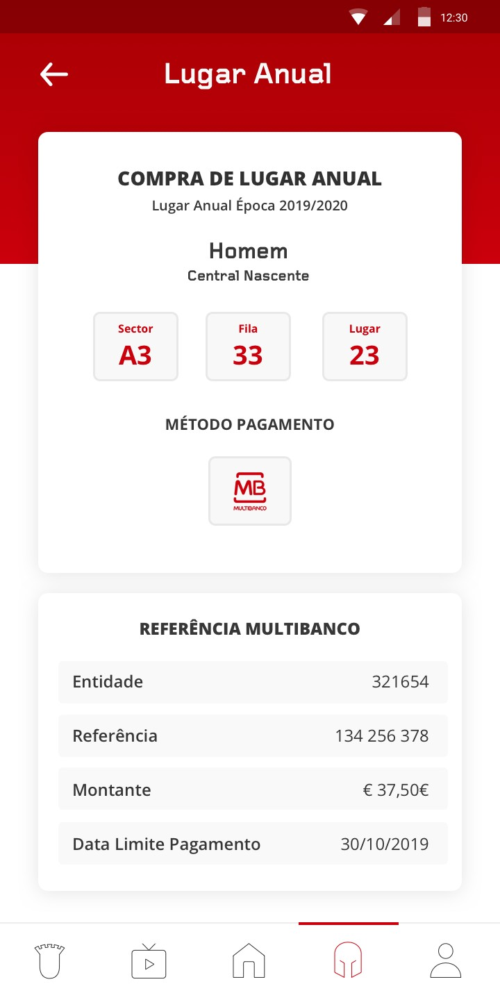 12:30
Lugar Anual
COMPRA DE LUGAR ANUAL
Lugar Anual Época 2019/2020
Homem
Central Nascente
Sector Fila Lugar
A3 33 23
MÉTODO PAGAMENTO
MB
MULTIBANCO
REFERÊNCIA MULTIBANCO
Entidade 321654
Referência 134 256 378
Montante € 37,50€
Data Limite Pagamento 30/10/2019